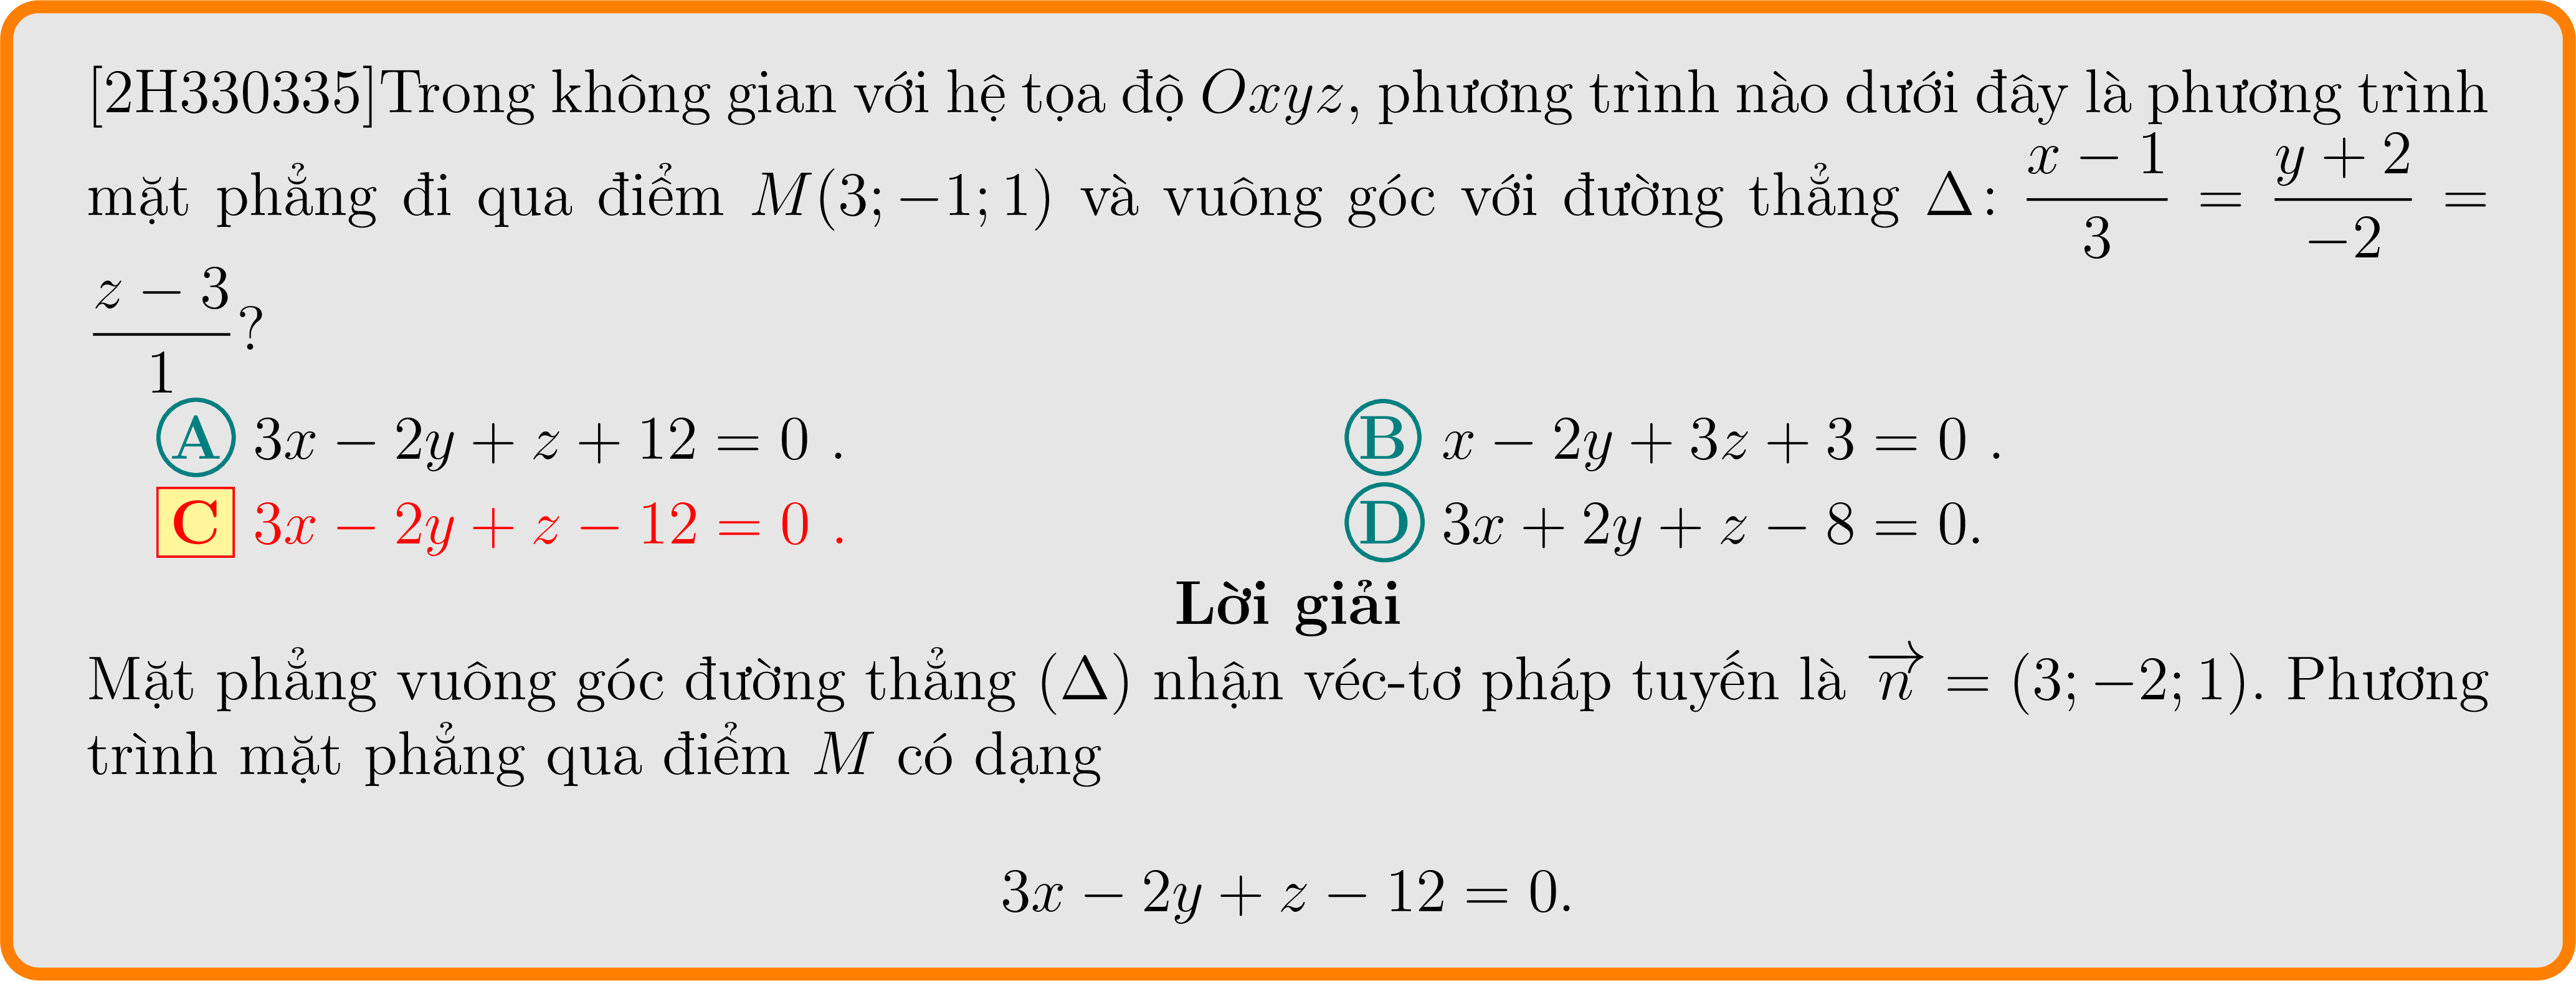 [2H330335]Trong không gian với hệ tọa độ Oxyz, phương trình nào dưới đây là phương trình
mặt phẳng đi qua điểm M(3; −1; 1) và vuông góc với đường thẳng Δ: \frac{x − 1}{3} = \frac{y + 2}{−2} =
\frac{z − 3}{1}?
A 3x − 2y + z + 12 = 0 .
B x − 2y + 3z + 3 = 0 .
C 3x − 2y + z − 12 = 0 .
D 3x + 2y + z − 8 = 0.
Lời giải
Mặt phẳng vuông góc đường thẳng (Δ) nhận véc-tơ pháp tuyến là \overrightarrow{n} = (3; −2; 1). Phương
trình mặt phẳng qua điểm M có dạng
3x − 2y + z − 12 = 0.